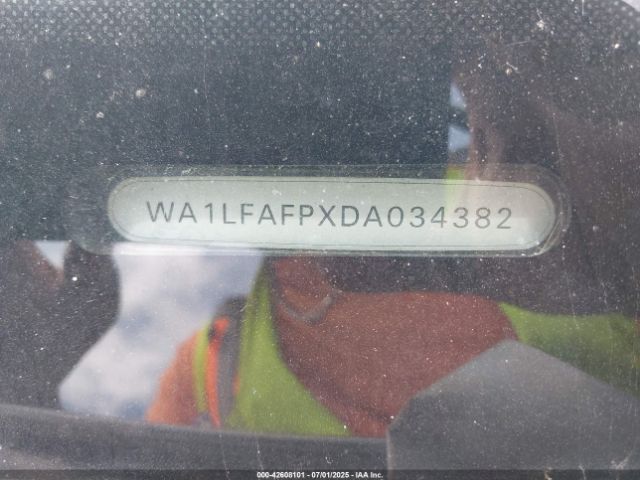 WA1LFAFPXDA034382
000-42608101 - 07/01/2025 - IAA Inc.